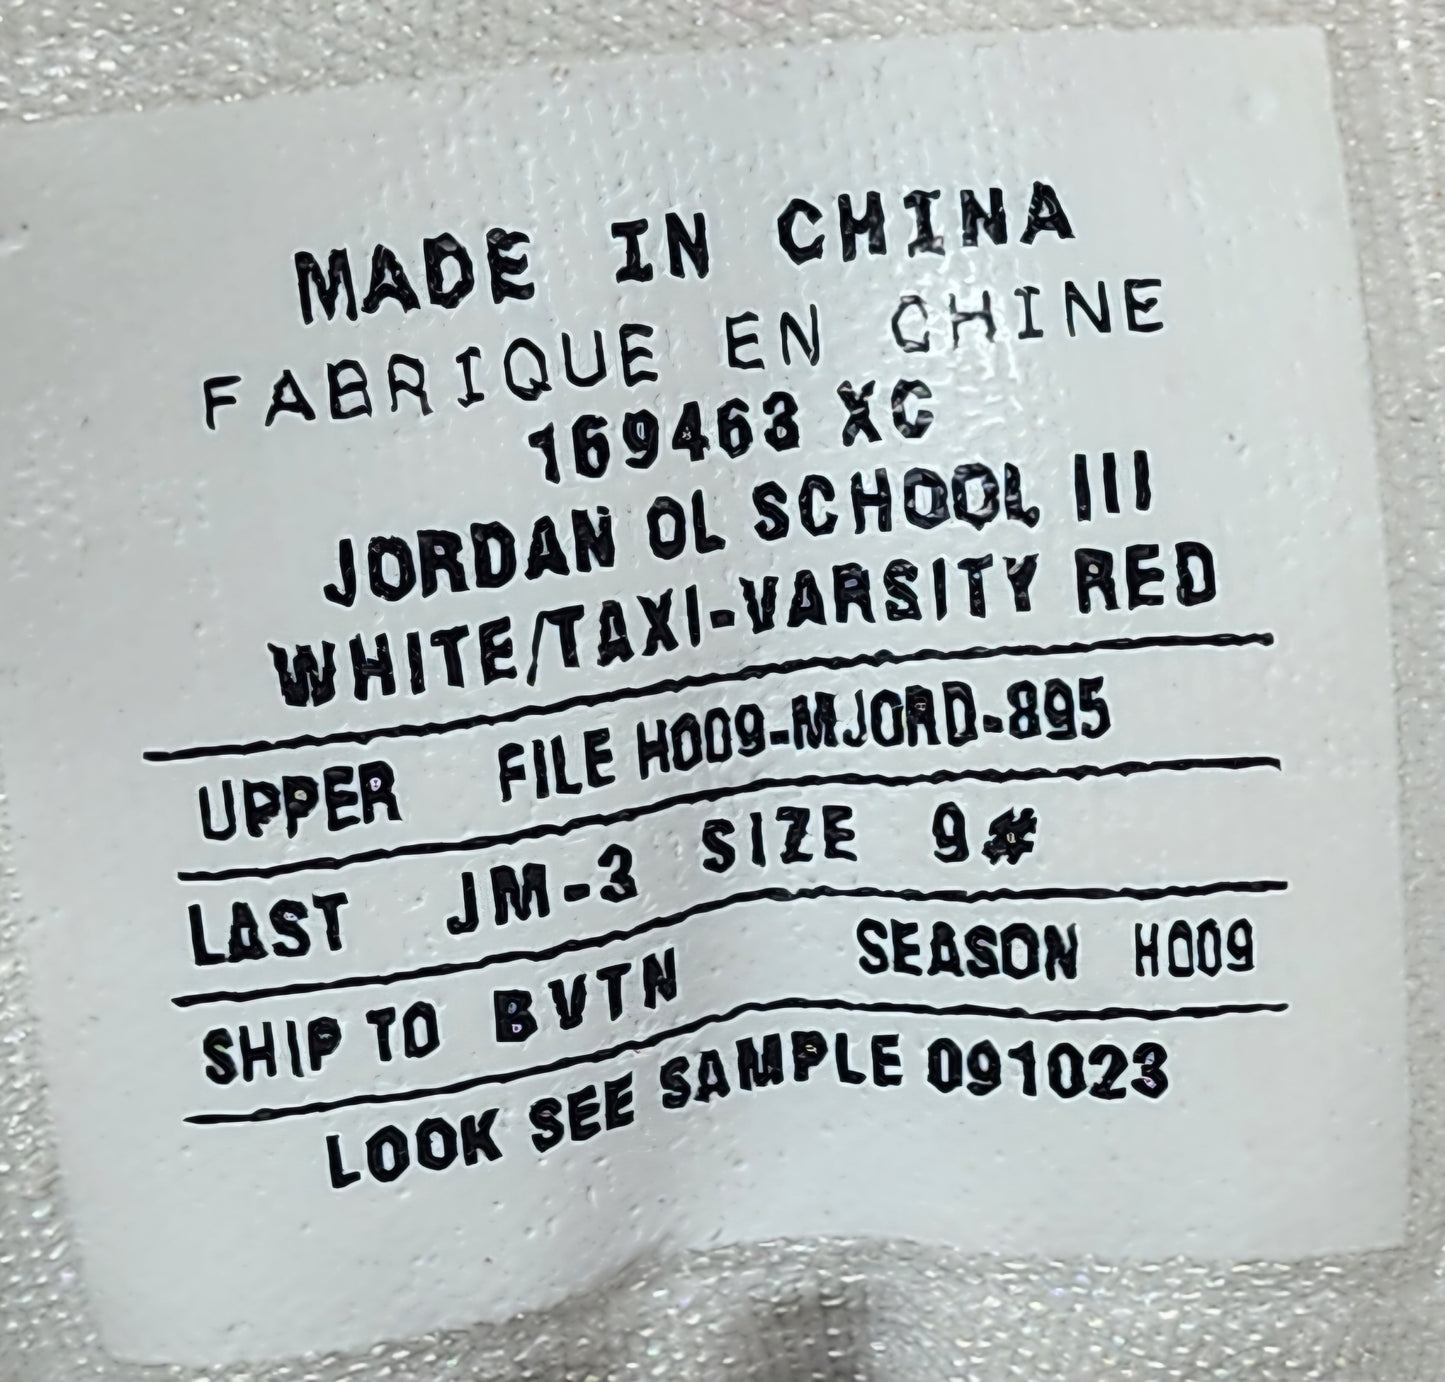 MADE IN CHINA
FABRIQUE EN CHINE
169463 XC
JORDAN OL SCHOOL III
WHITE/TAXI-VARSITY RED
UPPER FILE H009-MJORD-895
LAST JM-3 SIZE 9#
SHIP TO BVTN SEASON H009
LOOK SEE SAMPLE 091023